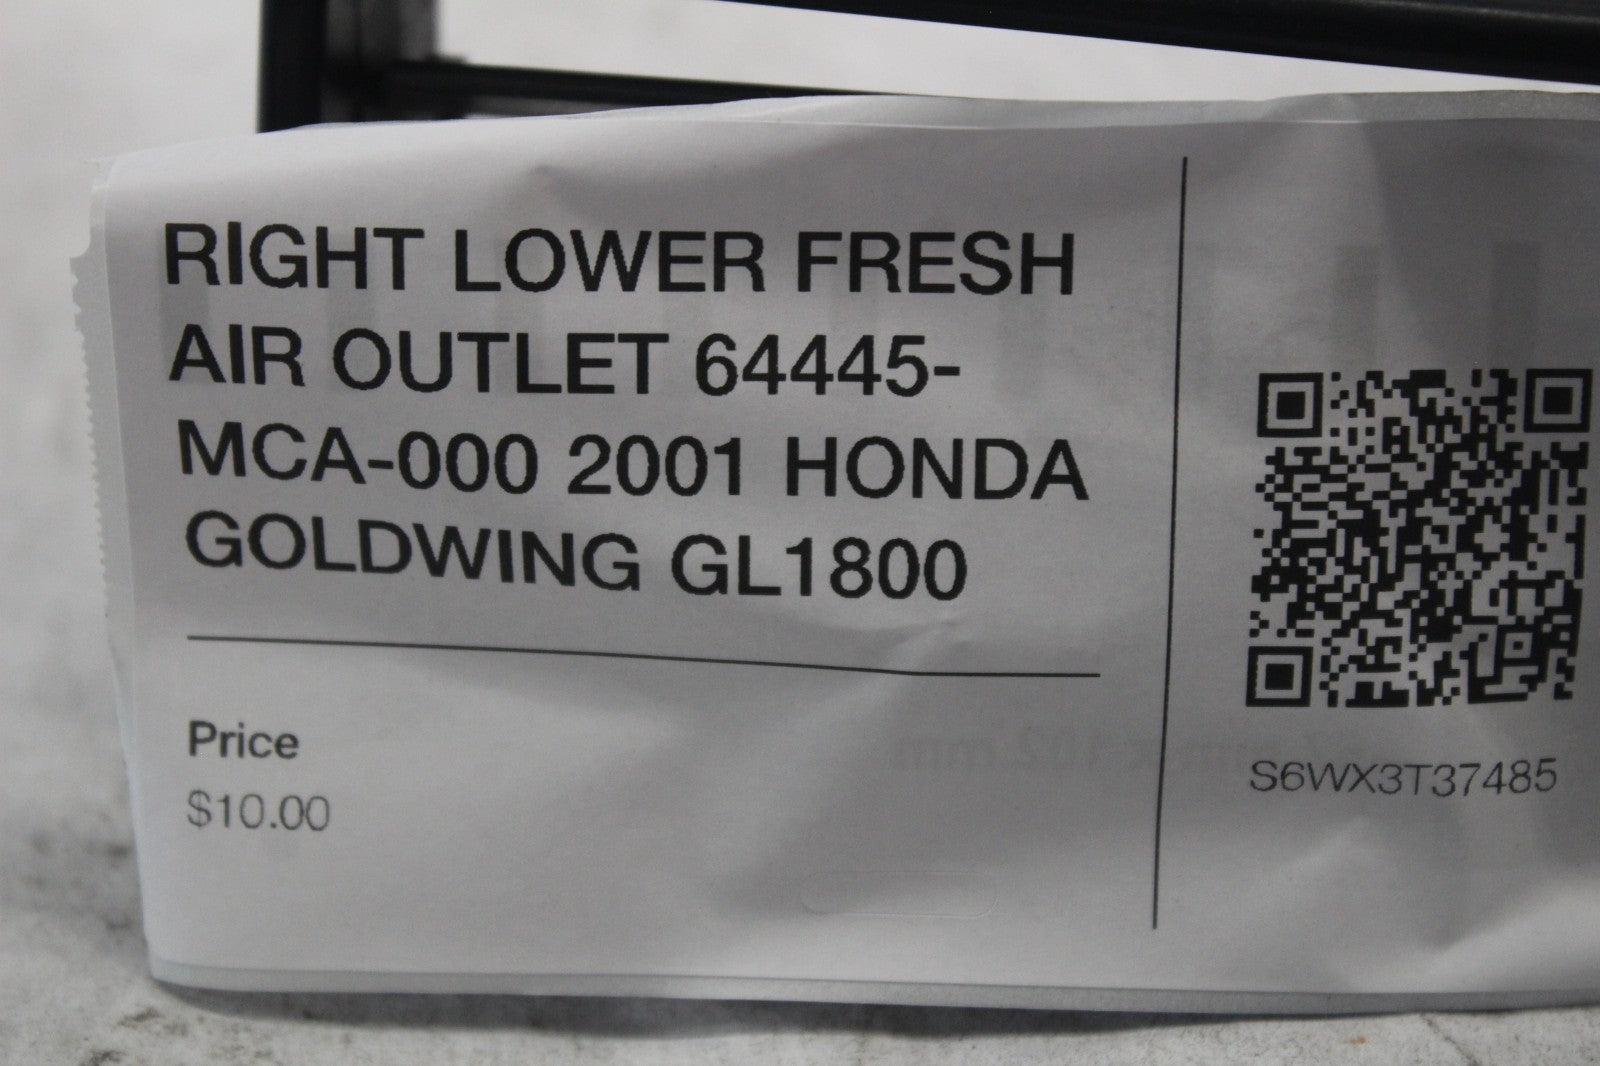 RIGHT LOWER FRESH
AIR OUTLET 64445-
MCA-000 2001 HONDA
GOLDWING GL1800
Price
$10.00
S6WX3T37485